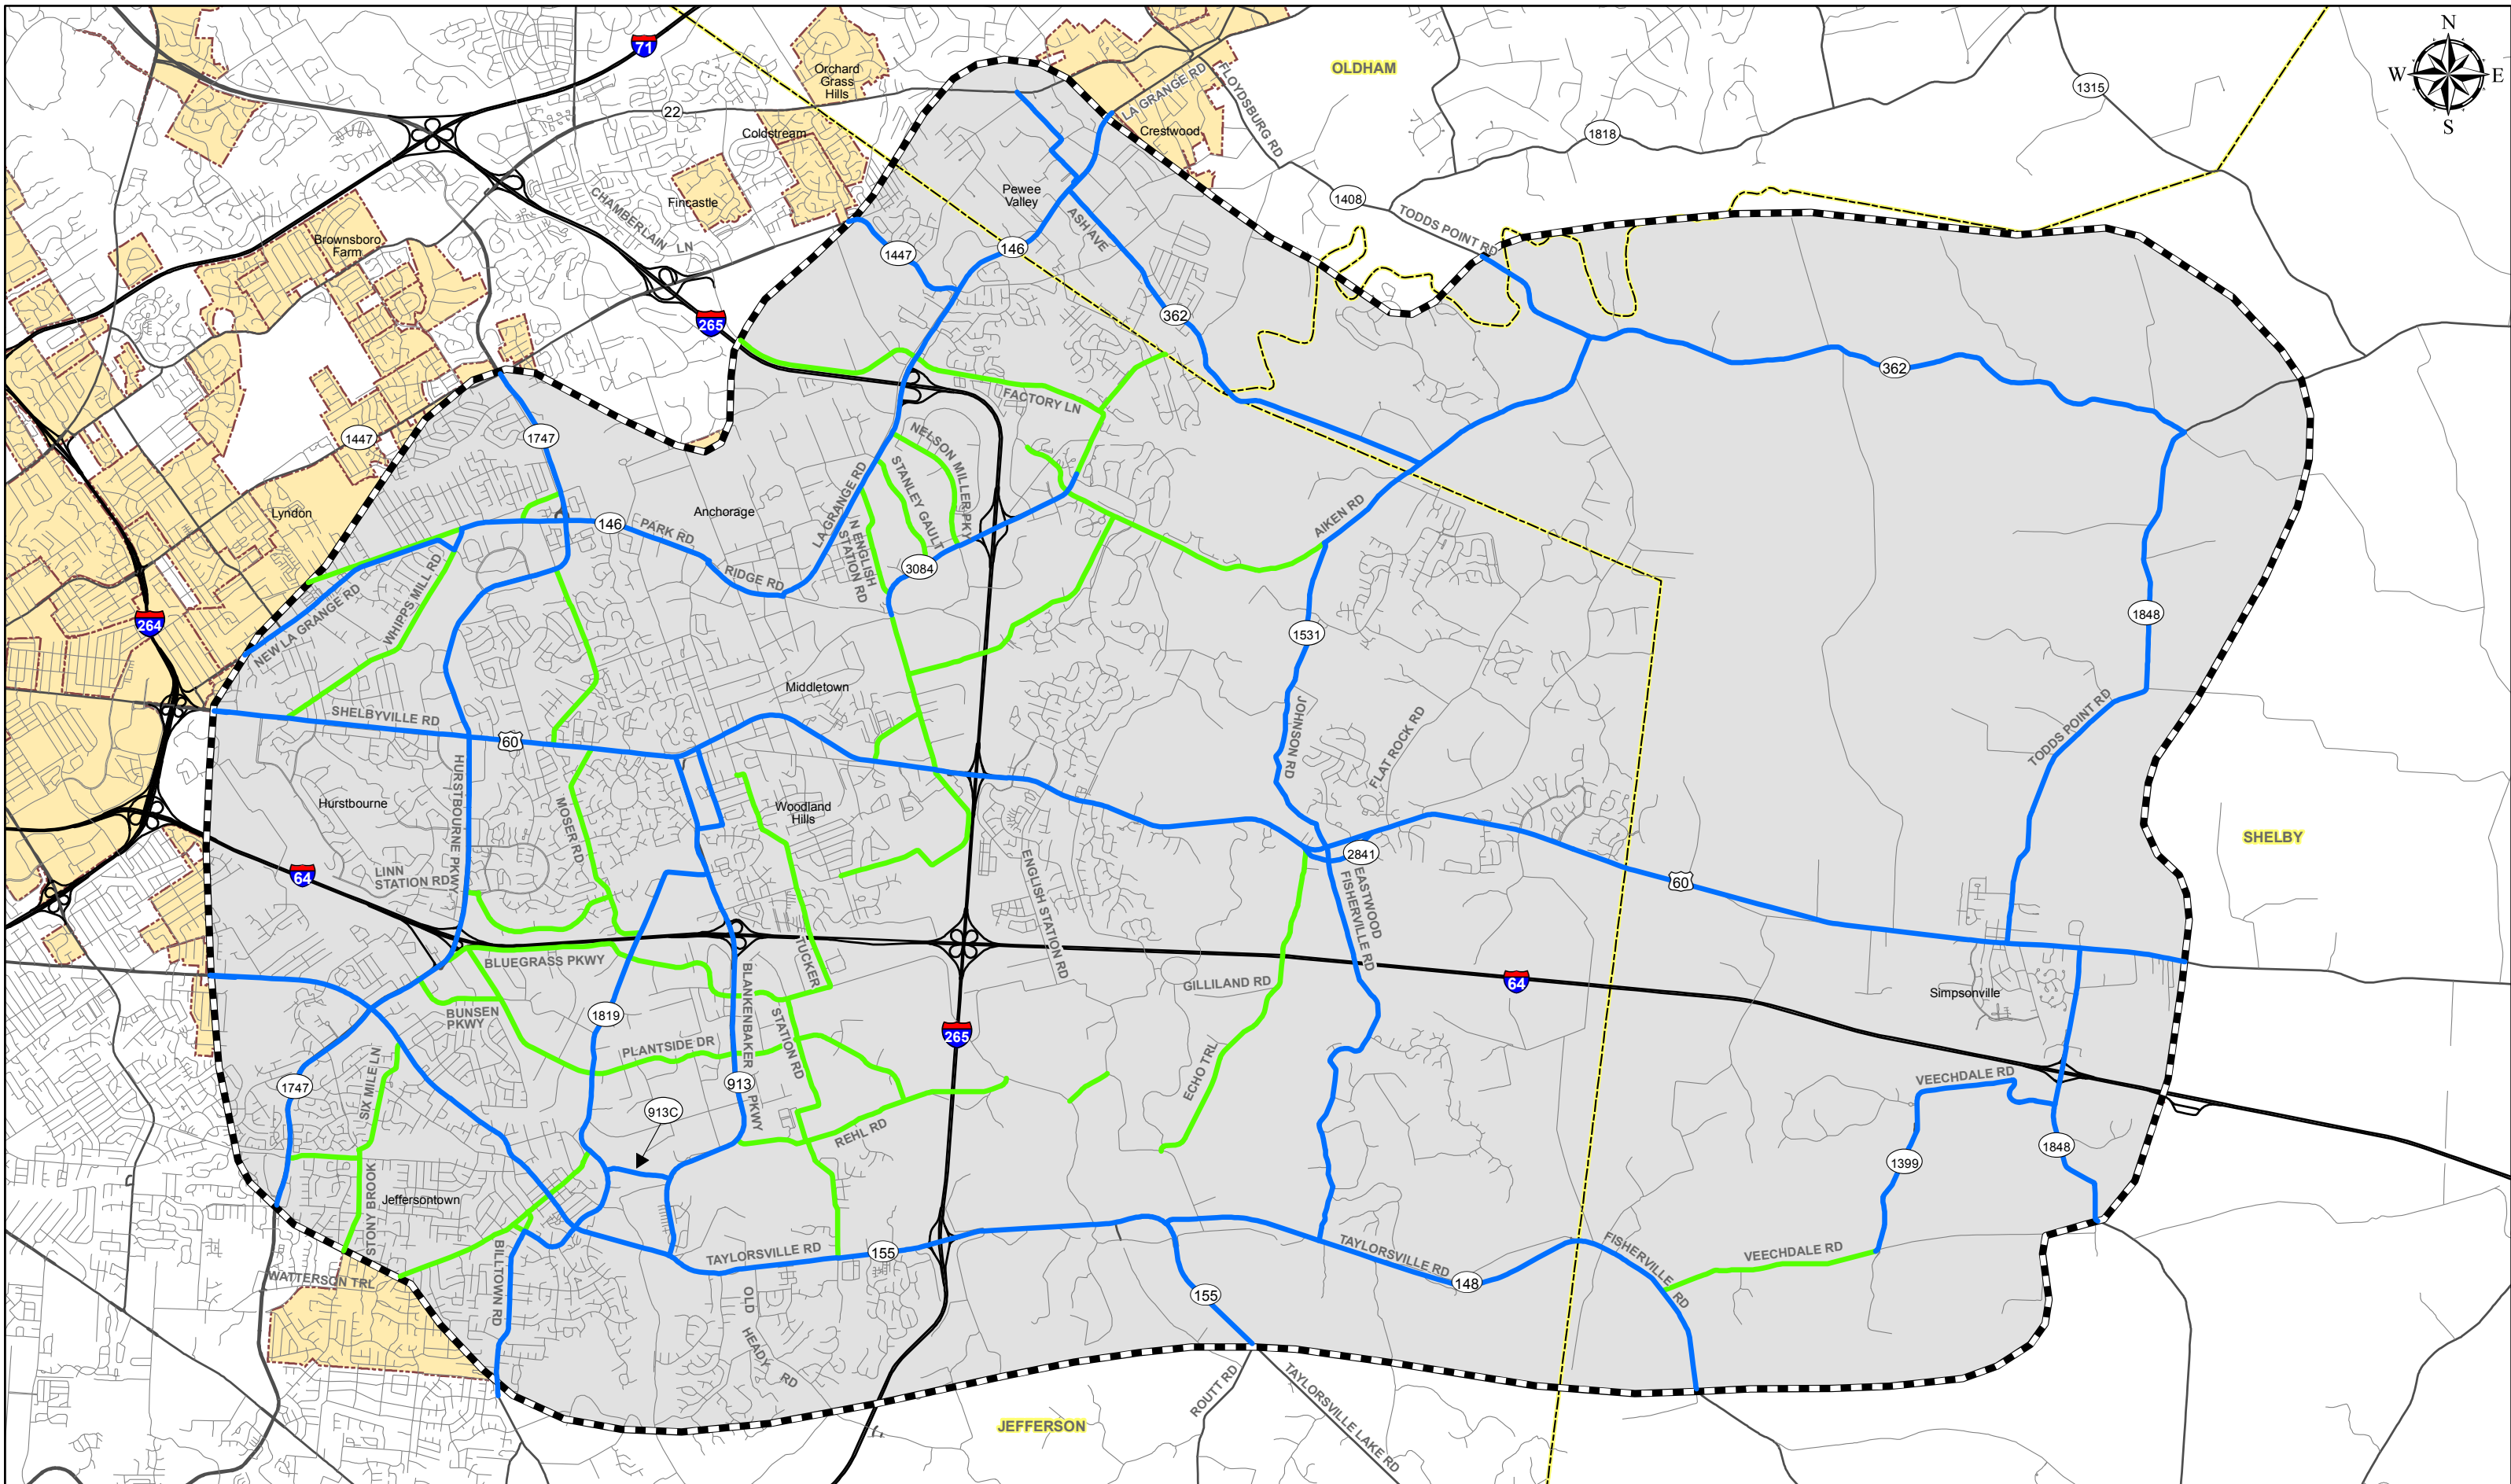 N
W
E
S
71
OLDHAM
Orchard
Grass
Hills
LA GRANGE RD
FLOYDSBURG RD
1315
22
Coldstream
Crestwood
1818
CHAMBERLAIN LN
Fincastle
Pewee
Valley
1408
TODDS POINT RD
ASH AVE
Brownsboro
Farm
1447
146
265
362
362
FACTORY LN
1447
1747
NELSON MILLER PKY
STANLEY GAULT
LAGRANGE RD
Lyndon
Anchorage
146
PARK RD
AIKEN RD
N ENGLISH
STATION RD
3084
RIDGE RD
WHIPPS MILL RD
NEW LA GRANGE RD
264
1531
1848
Middletown
SHELBYVILLE RD
60
JOHNSON RD
FLAT ROCK RD
TODDS POINT RD
HURSTBOURNE PKWY
Hurstbourne
MOSER RD
Woodland
Hills
SHELBY
2841
64
LINN
STATION RD
ENGLISH STATION RD
EASTWOOD
FISHERVILLE RD
60
BLUEGRASS PKWY
TUCKER
STATION RD
GILLILAND RD
64
Simpsonville
BUNSEN
PKWY
1819
BLANKENBAKER PKWY
265
PLANTSIDE DR
SIX MILE LN
1747
913
ECHO TRL
VEECHDALE RD
913C
REHL RD
1848
1399
Jeffersontown
STONY BROOK
BILLTOWN RD
WATTERSON TRL
TAYLORSVILLE RD
155
TAYLORSVILLE RD
148
FISHERVILLE RD
VEECHDALE RD
155
OLD HEADY RD
ROUTT RD
TAYLORSVILLE LAKE RD
JEFFERSON